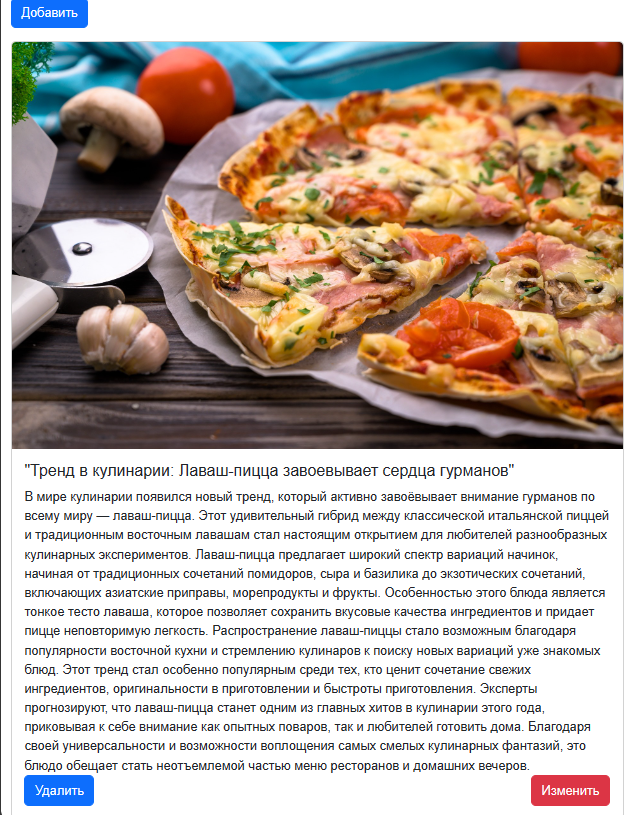 Добавить
"Тренд в кулинарии: Лаваш-пицца завоевывает сердца гурманов"
В мире кулинарии появился новый тренд, который активно завоёвывает внимание гурманов по
всему миру — лаваш-пицца. Этот удивительный гибрид между классической итальянской пиццей
и традиционным восточным лавашам стал настоящим открытием для любителей разнообразных
кулинарных экспериментов. Лаваш-пицца предлагает широкий спектр вариаций начинок,
начиная от традиционных сочетаний помидоров, сыра и базилика до экзотических сочетаний,
включающих азиатские приправы, морепродукты и фрукты. Особенностью этого блюда является
тонкое тесто лаваша, которое позволяет сохранить вкусовые качества ингредиентов и придает
пицце неповторимую легкость. Распространение лаваш-пиццы стало возможным благодаря
популярности восточной кухни и стремлению кулинаров к поиску новых вариаций уже знакомых
блюд. Этот тренд стал особенно популярным среди тех, кто ценит сочетание свежих
ингредиентов, оригинальности в приготовлении и быстроты приготовления. Эксперты
прогнозируют, что лаваш-пицца станет одним из главных хитов в кулинарии этого года,
приковывая к себе внимание как опытных поваров, так и любителей готовить дома. Благодаря
своей универсальности и возможности воплощения самых смелых кулинарных фантазий, это
блюдо обещает стать неотъемлемой частью меню ресторанов и домашних вечеров.
Удалить
Изменить